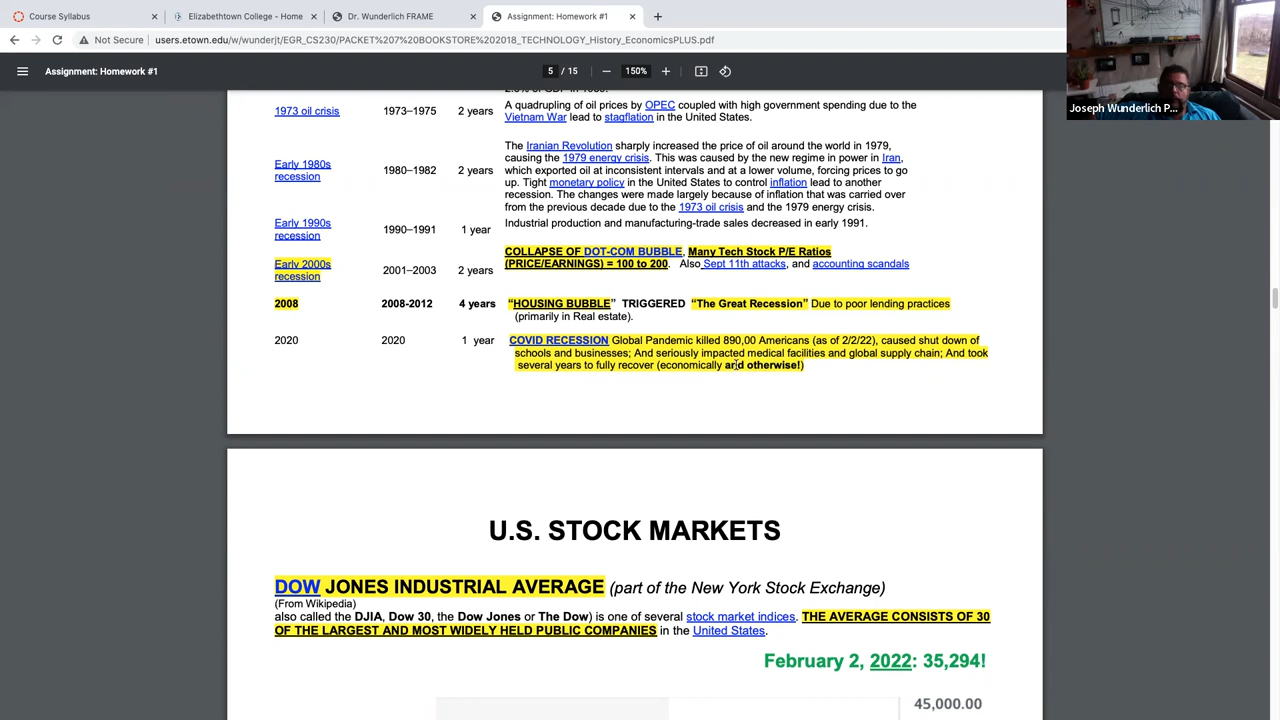 Course Syllabus
Elizabethtown College - Home
Dr. Wunderlich FRAME
Assignment: Homework #1
Not Secure
users.etown.edu/w/wunderjt/EGR_CS230/PACKET%207%20BOOKSTORE%202018_TECHNOLOGY_History_EconomicsPLUS.pdf
Assignment: Homework #1
5 / 15
150%
Joseph Wunderlich P...
1973 oil crisis 1973–1975 2 years A quadrupling of oil prices by OPEC coupled with high government spending due to the
Vietnam War lead to stagflation in the United States.
The Iranian Revolution sharply increased the price of oil around the world in 1979,
causing the 1979 energy crisis. This was caused by the new regime in power in Iran,
Early 1980s recession 1980–1982 2 years which exported oil at inconsistent intervals and at a lower volume, forcing prices to go
up. Tight monetary policy in the United States to control inflation lead to another
recession. The changes were made largely because of inflation that was carried over
from the previous decade due to the 1973 oil crisis and the 1979 energy crisis.
Early 1990s recession 1990–1991 1 year Industrial production and manufacturing-trade sales decreased in early 1991.
COLLAPSE OF DOT-COM BUBBLE, Many Tech Stock P/E Ratios
Early 2000s recession 2001–2003 2 years (PRICE/EARNINGS) = 100 to 200. Also Sept 11th attacks, and accounting scandals
2008 2008-2012 4 years “HOUSING BUBBLE” TRIGGERED “The Great Recession” Due to poor lending practices
(primarily in Real estate).
2020 2020 1 year COVID RECESSION Global Pandemic killed 890,00 Americans (as of 2/2/22), caused shut down of
schools and businesses; And seriously impacted medical facilities and global supply chain; And took
several years to fully recover (economically and otherwise!)
U.S. STOCK MARKETS
DOW JONES INDUSTRIAL AVERAGE (part of the New York Stock Exchange)
(From Wikipedia)
also called the DJIA, Dow 30, the Dow Jones or The Dow) is one of several stock market indices. THE AVERAGE CONSISTS OF 30
OF THE LARGEST AND MOST WIDELY HELD PUBLIC COMPANIES in the United States.
February 2, 2022: 35,294!
45,000.00